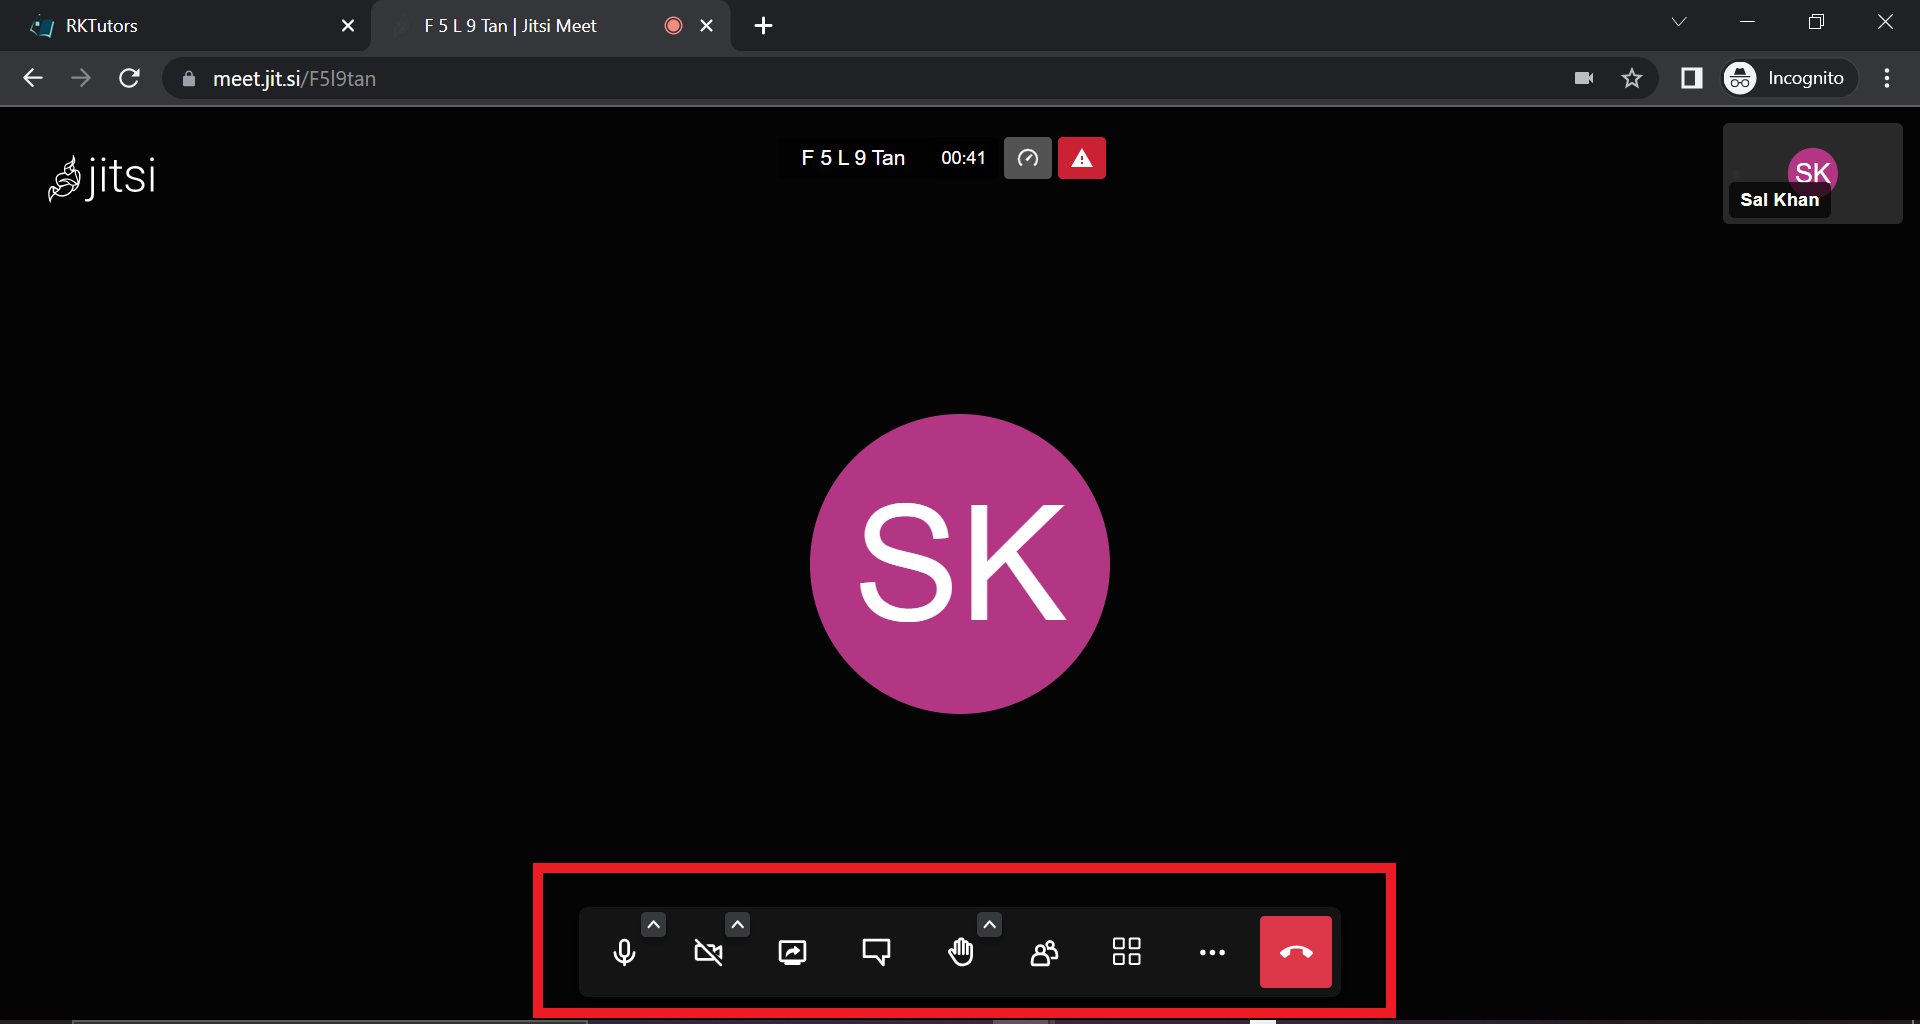 RKTutors
F 5 L 9 Tan | Jitsi Meet
meet.jit.si/F5l9tan
Incognito
jitsi
F 5 L 9 Tan 00:41
SK
Sal Khan
SK